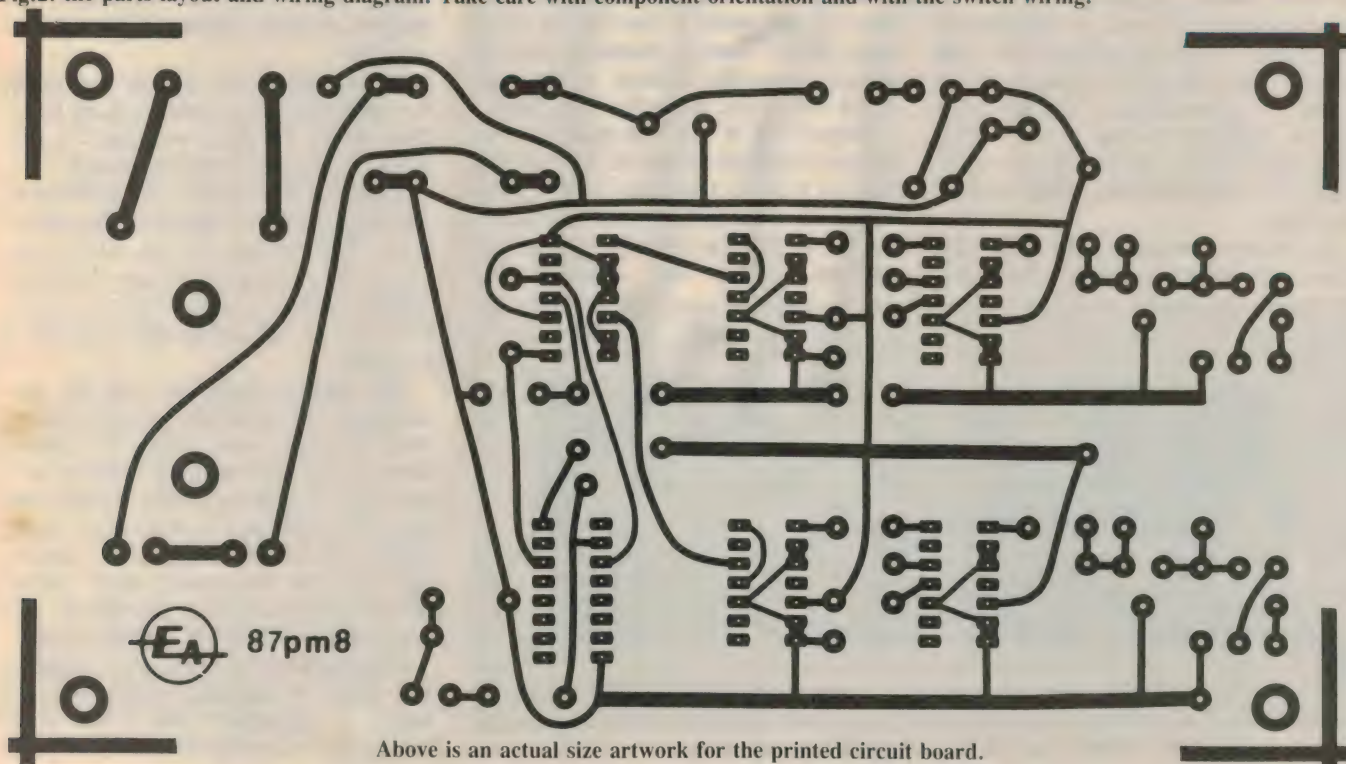 the parts layout and wiring diagram. Take care with component orientation and with the switch wiring.
EA
87pm8
Above is an actual size artwork for the printed circuit board.